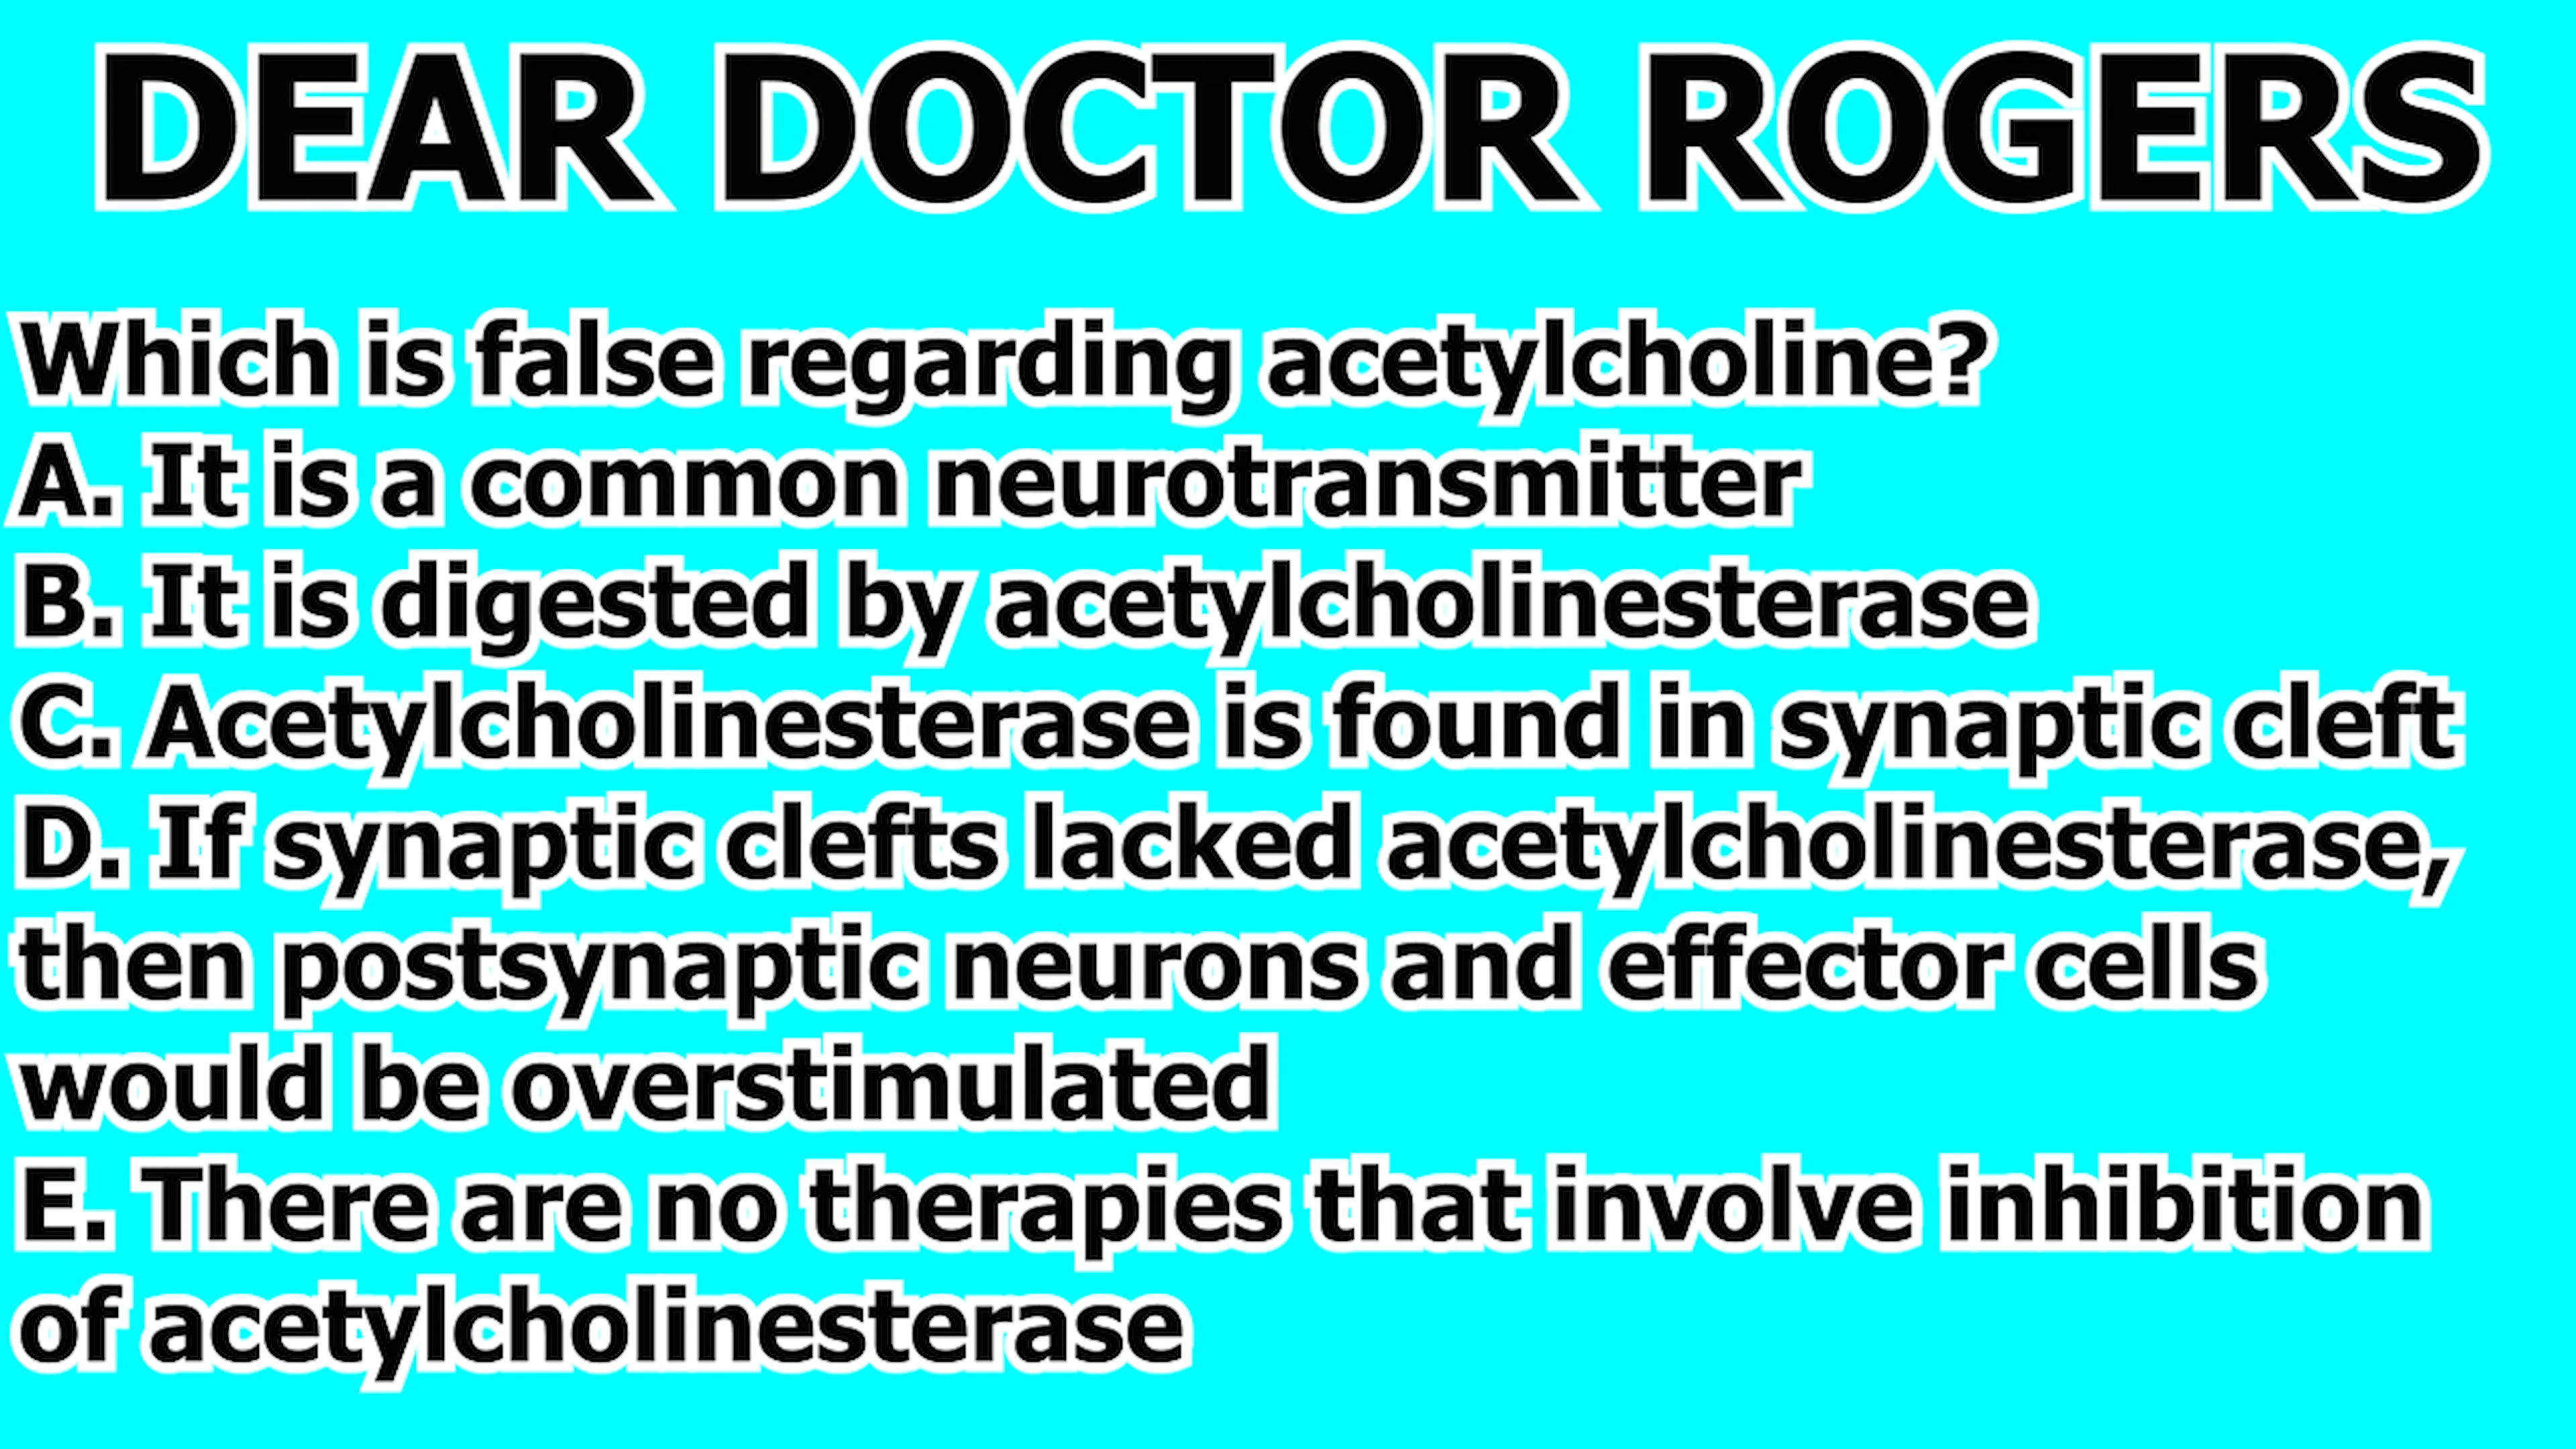 DEAR DOCTOR ROGERS
Which is false regarding acetylcholine?
A. It is a common neurotransmitter
B. It is digested by acetylcholinesterase
C. Acetylcholinesterase is found in synaptic cleft
D. If synaptic clefts lacked acetylcholinesterase,
then postsynaptic neurons and effector cells
would be overstimulated
E. There are no therapies that involve inhibition
of acetylcholinesterase